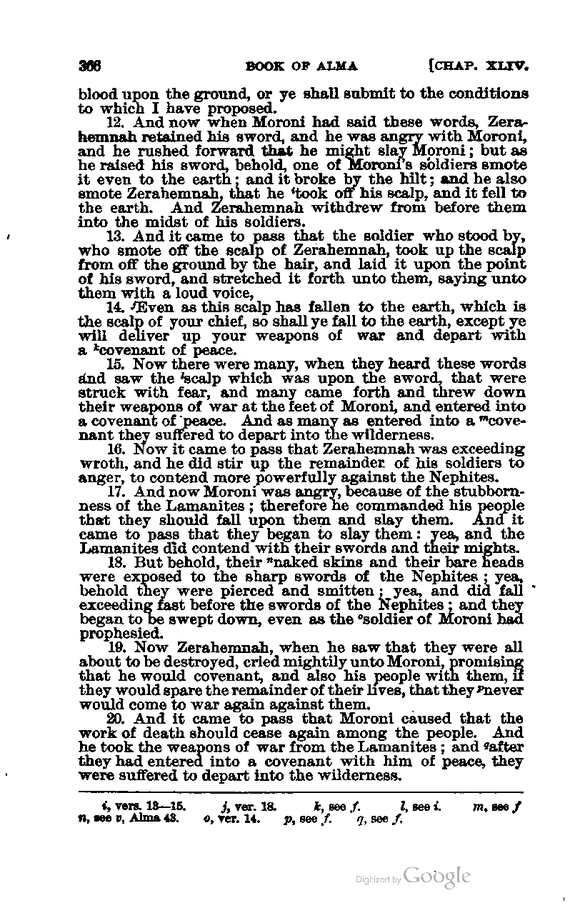 366 BOOK OF ALMA [CHAP. XLIV.
blood upon the ground, or ye shall submit to the conditions
to which I have proposed.
12. And now when Moroni had said these words, Zera-
hemnah retained his sword, and he was angry with Moroni,
and he rushed forward that he might slay Moroni; but as
he raised his sword, behold, one of Moroni's soldiers smote
it even to the earth; and it broke by the hilt; and he also
smote Zerahemnah, that he ⁱtook off his scalp, and it fell to
the earth. And Zerahemnah withdrew from before them
into the midst of his soldiers.
13. And it came to pass that the soldier who stood by,
who smote off the scalp of Zerahemnah, took up the scalp
from off the ground by the hair, and laid it upon the point
of his sword, and stretched it forth unto them, saying unto
them with a loud voice,
14. ʲEven as this scalp has fallen to the earth, which is
the scalp of your chief, so shall ye fall to the earth, except ye
will deliver up your weapons of war and depart with
a ᵏcovenant of peace.
15. Now there were many, when they heard these words
and saw the ˡscalp which was upon the sword, that were
struck with fear, and many came forth and threw down
their weapons of war at the feet of Moroni, and entered into
a covenant of peace. And as many as entered into a ᵐcove-
nant they suffered to depart into the wilderness.
16. Now it came to pass that Zerahemnah was exceeding
wroth, and he did stir up the remainder of his soldiers to
anger, to contend more powerfully against the Nephites.
17. And now Moroni was angry, because of the stubborn-
ness of the Lamanites; therefore he commanded his people
that they should fall upon them and slay them. And it
came to pass that they began to slay them: yea, and the
Lamanites did contend with their swords and their mights.
18. But behold, their ⁿnaked skins and their bare heads
were exposed to the sharp swords of the Nephites; yea,
behold they were pierced and smitten; yea, and did fall
exceeding fast before the swords of the Nephites; and they
began to be swept down, even as the ᵒsoldier of Moroni had
prophesied.
19. Now Zerahemnah, when he saw that they were all
about to be destroyed, cried mightily unto Moroni, promising
that he would covenant, and also his people with them, if
they would spare the remainder of their lives, that they ᵖnever
would come to war again against them.
20. And it came to pass that Moroni caused that the
work of death should cease again among the people. And
he took the weapons of war from the Lamanites; and 𐞥after
they had entered into a covenant with him of peace, they
were suffered to depart into the wilderness.
i, vers. 13—15. j, ver. 18. k, see f. l, see i. m, see f
n, see v, Alma 43. o, ver. 14. p, see f. q, see f.
Digitized by Google